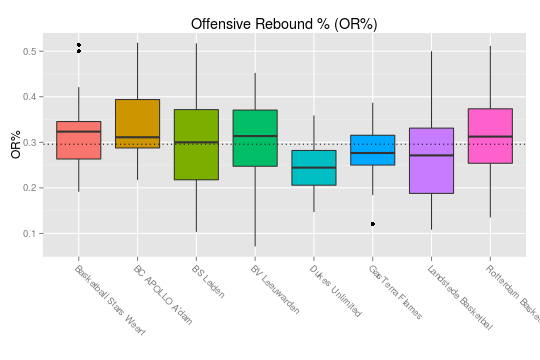 Offensive Rebound % (OR%)
OR%
0.5
0.4
0.3
0.2
0.1
Basketball Stars Weert
BC APOLLO A'dam
BS Leiden
BV Leeuwarden
Dukes Unlimited
GasTerra Flames
Landstede Basketbal
Rotterdam Basket